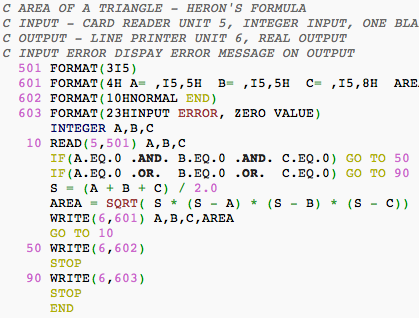 C AREA OF A TRIANGLE - HERON'S FORMULA
C INPUT - CARD READER UNIT 5, INTEGER INPUT, ONE BLA
C OUTPUT - LINE PRINTER UNIT 6, REAL OUTPUT
C INPUT ERROR DISPAY ERROR MESSAGE ON OUTPUT
501 FORMAT(3I5)
601 FORMAT(4H A= ,I5,5H  B= ,I5,5H  C= ,I5,8H  ARE
602 FORMAT(10HNORMAL END)
603 FORMAT(23HINPUT ERROR, ZERO VALUE)
INTEGER A,B,C
10 READ(5,501) A,B,C
IF(A.EQ.0 .AND. B.EQ.0 .AND. C.EQ.0) GO TO 50
IF(A.EQ.0 .OR.  B.EQ.0 .OR.  C.EQ.0) GO TO 90
S = (A + B + C) / 2.0
AREA = SQRT( S * (S - A) * (S - B) * (S - C))
WRITE(6,601) A,B,C,AREA
GO TO 10
50 WRITE(6,602)
STOP
90 WRITE(6,603)
STOP
END